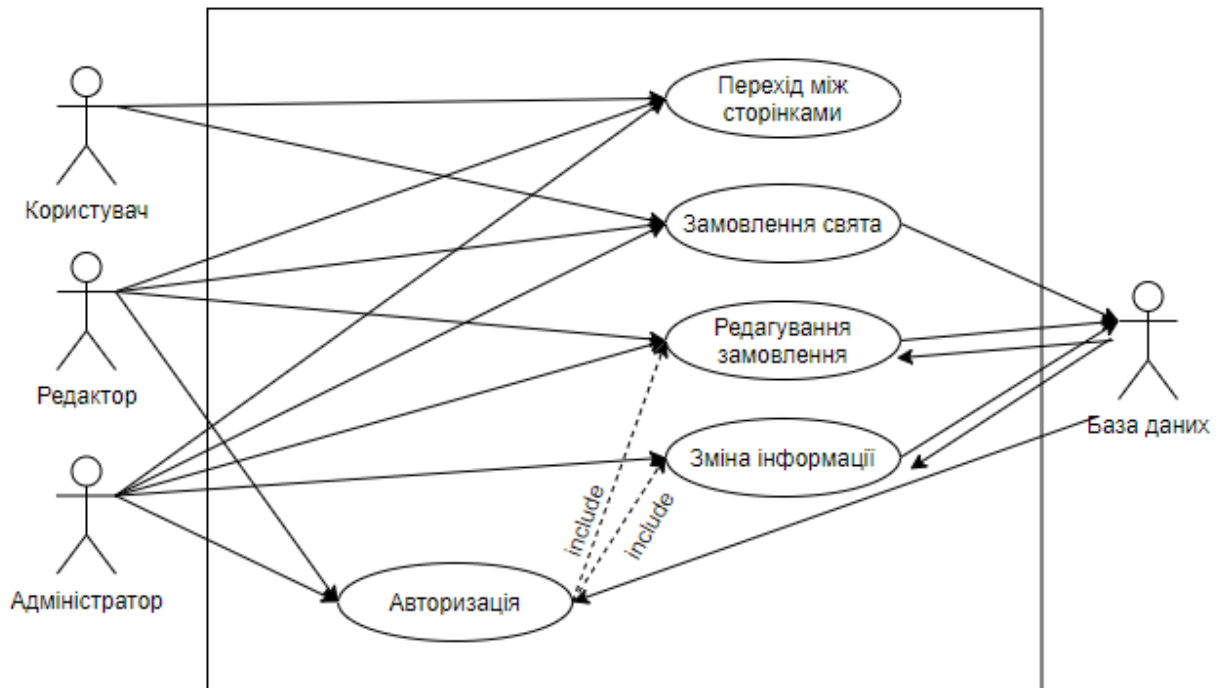 Перехід між
сторінками
Користувач
Замовлення свята
Редактор
Редагування
замовлення
База даних
Зміна інформації
include
include
Адміністратор
Авторизація